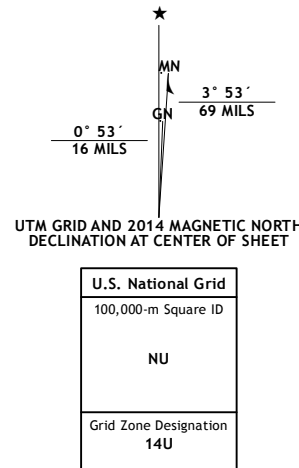 ★
MN
3° 53´
69 MILS
GN
0° 53´
16 MILS
UTM GRID AND 2014 MAGNETIC NORTH
DECLINATION AT CENTER OF SHEET
U.S. National Grid
100,000-m Square ID
NU
Grid Zone Designation
14U